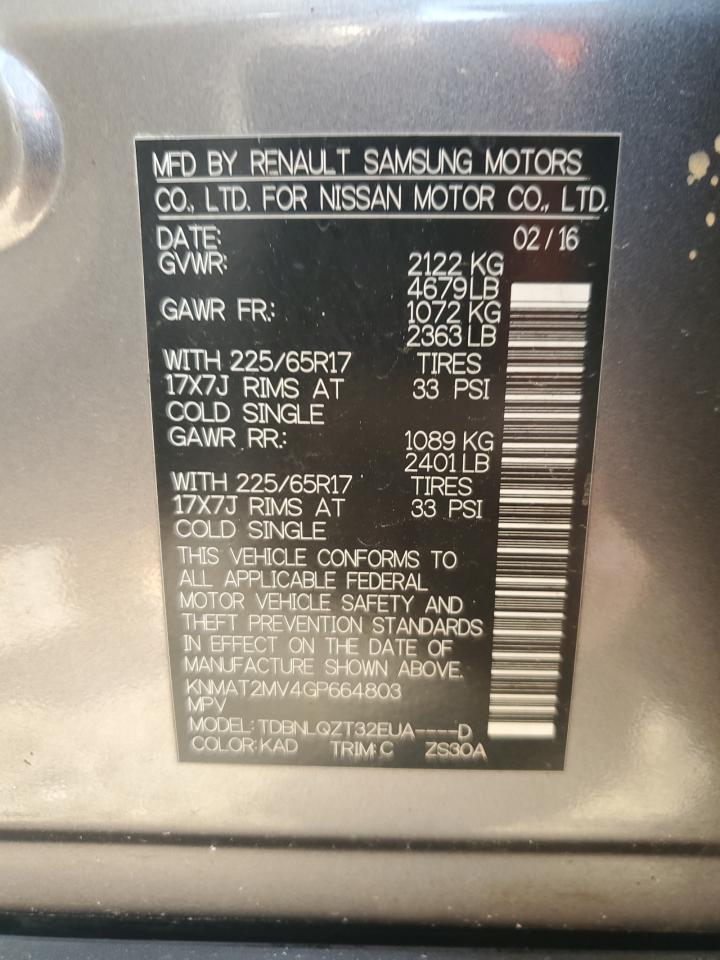 MFD BY RENAULT SAMSUNG MOTORS
CO., LTD. FOR NISSAN MOTOR CO., LTD.
DATE: 02 / 16
GVWR: 2122 KG
4679 LB
GAWR FR.: 1072 KG
2363 LB
WITH 225/65R17 TIRES
17X7J RIMS AT 33 PSI
COLD SINGLE
GAWR RR.: 1089 KG
2401 LB
WITH 225/65R17 TIRES
17X7J RIMS AT 33 PSI
COLD SINGLE
THIS VEHICLE CONFORMS TO
ALL APPLICABLE FEDERAL
MOTOR VEHICLE SAFETY AND
THEFT PREVENTION STANDARDS
IN EFFECT ON THE DATE OF
MANUFACTURE SHOWN ABOVE.
KNMAT2MV4GP664803
MPV
MODEL: TDBNLQZT32EUA----D
COLOR: KAD TRIM: C ZS30A